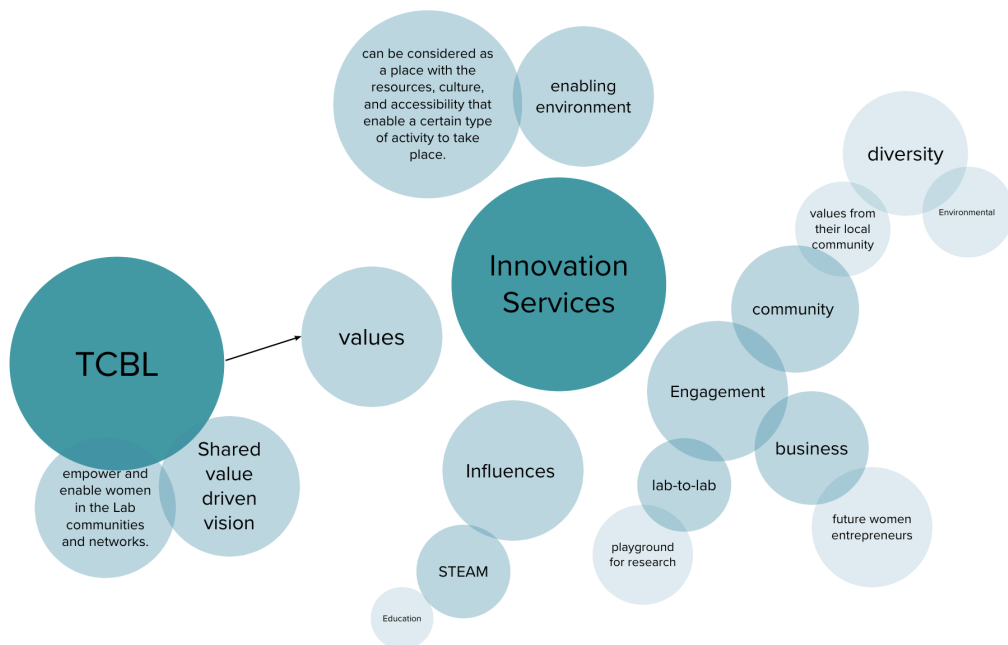 can be considered as
a place with the
resources, culture,
and accessibility that
enable a certain type
of activity to take
place.
enabling
environment
diversity
Environmental
values from
their local
community
Innovation
Services
community
TCBL
values
Engagement
Shared
value
driven
vision
empower and
enable women
in the Lab
communities
and networks.
Influences
business
lab-to-lab
future women
entrepreneurs
playground
for research
STEAM
Education